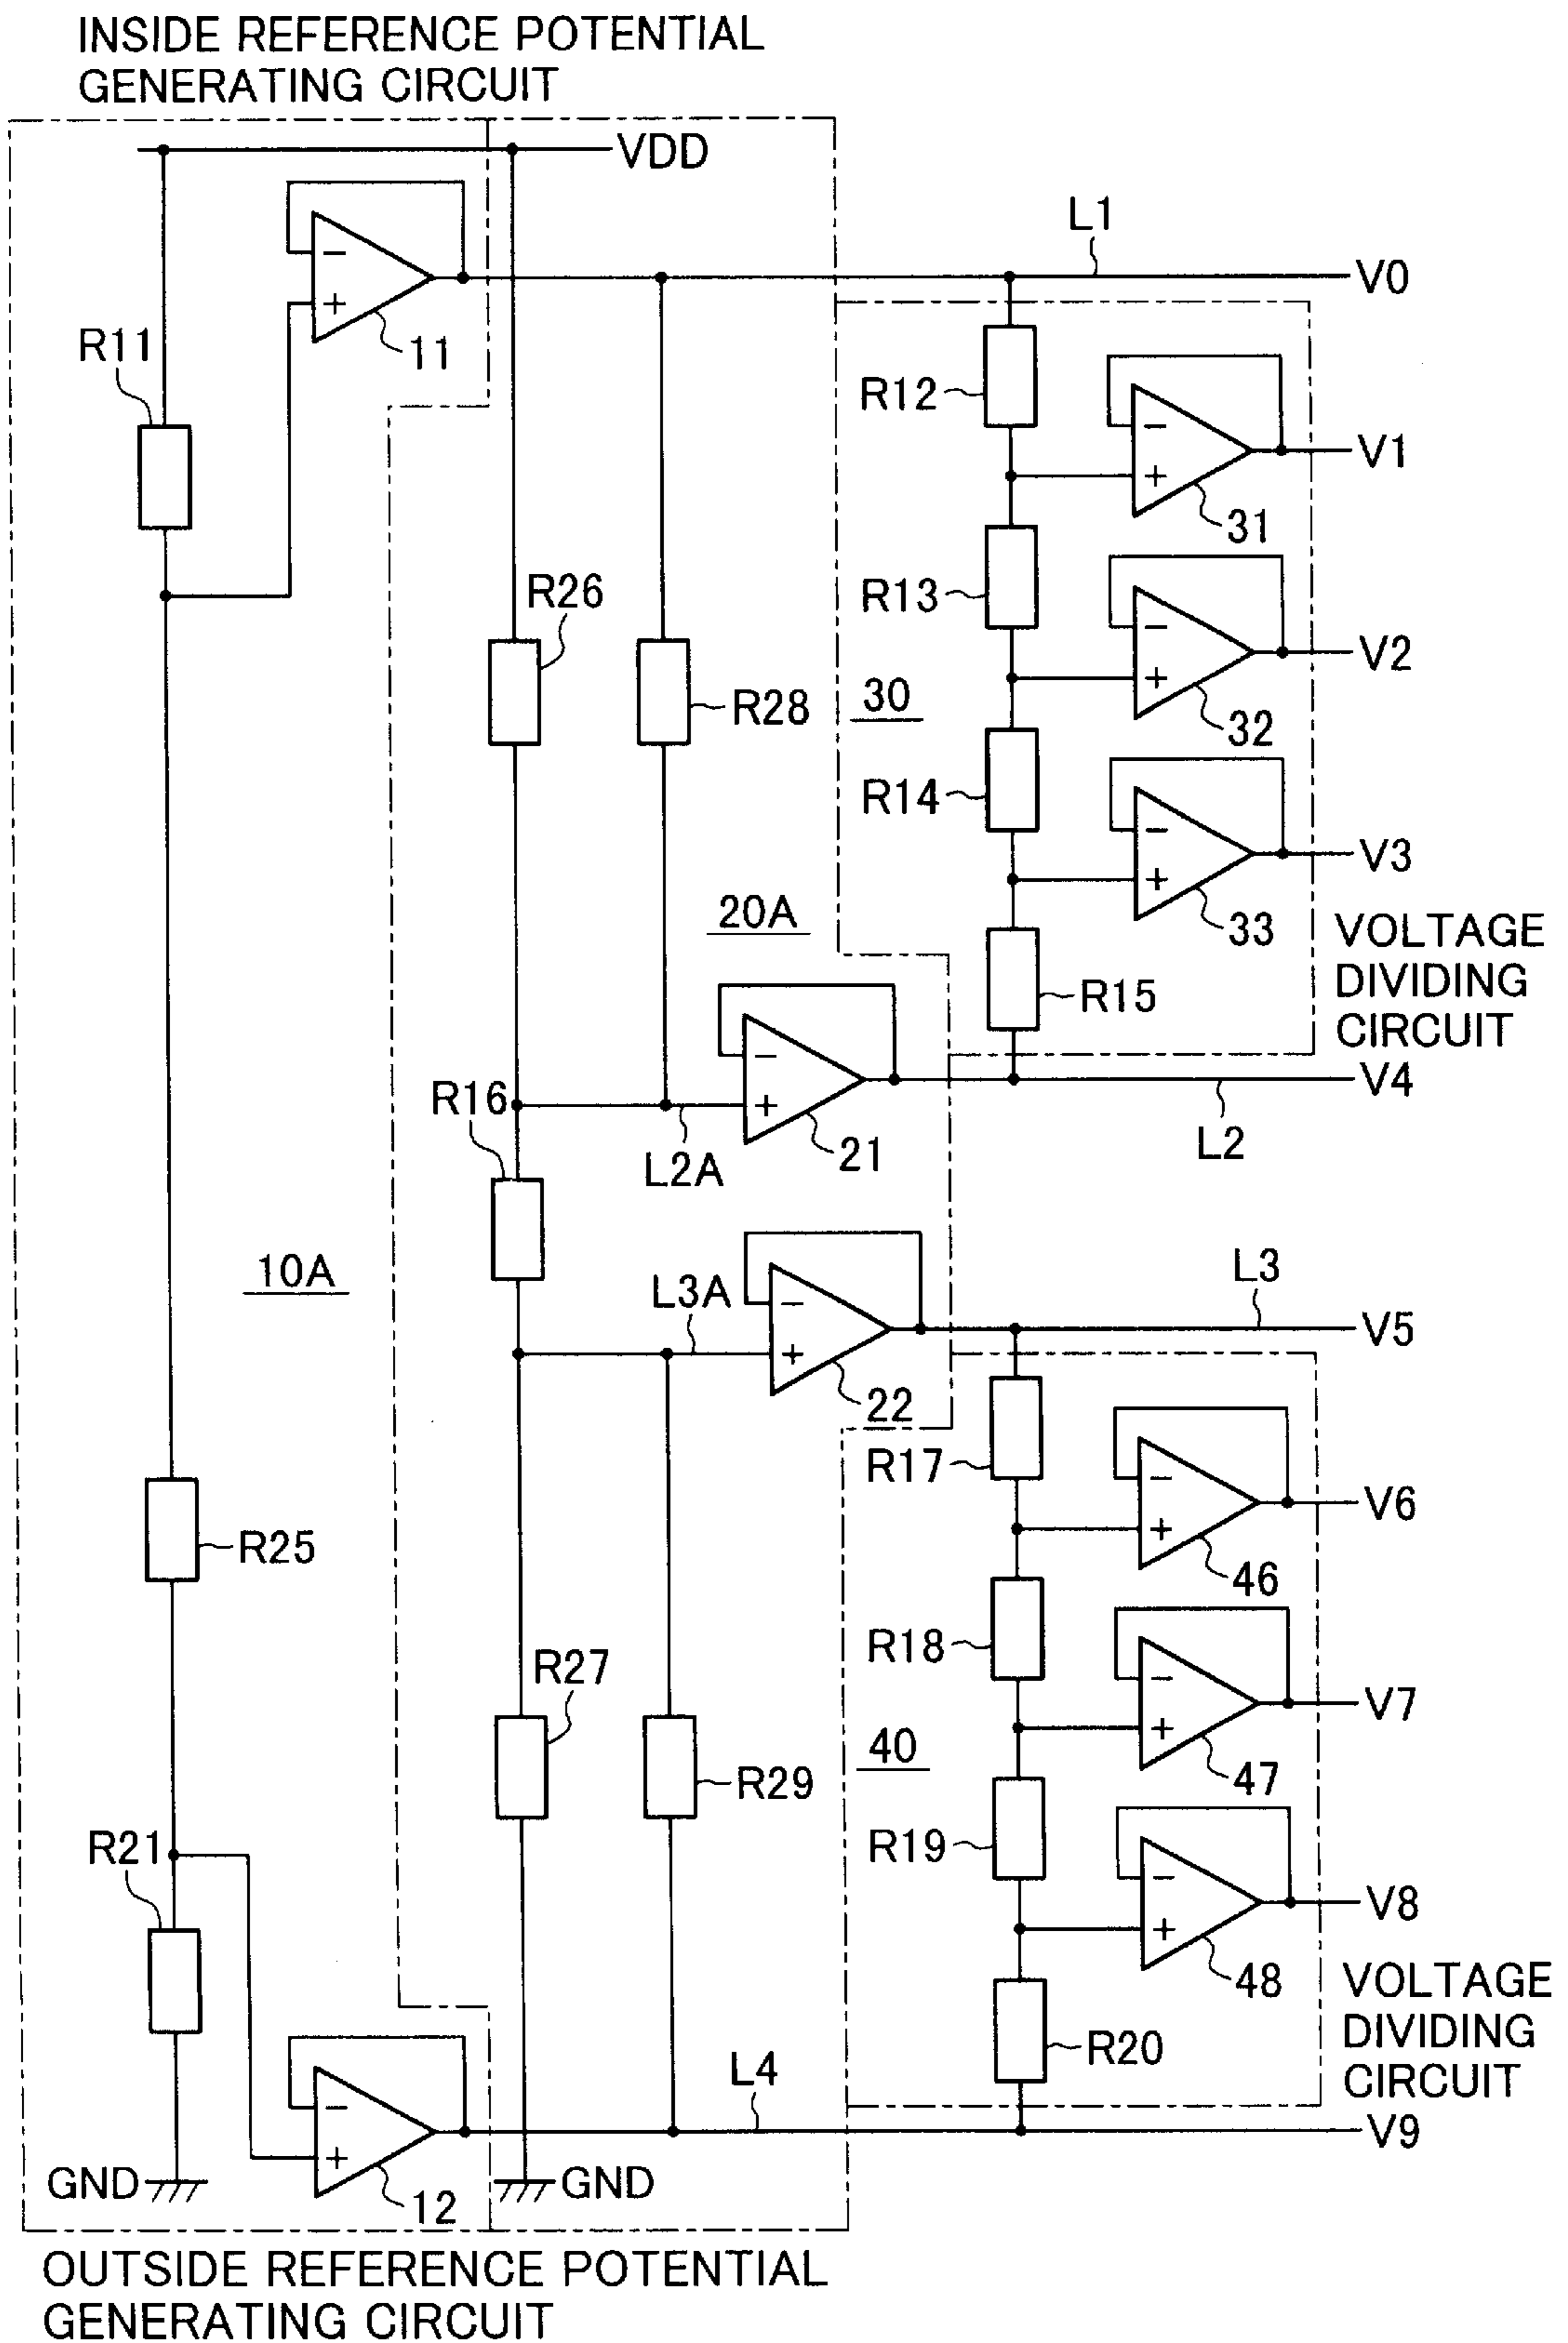 INSIDE REFERENCE POTENTIAL
GENERATING CIRCUIT
VDD
L1
V0
−
+
11
R11
R12
−
+
V1
31
R26
R13
−
+
V2
32
R28
30
R14
−
+
V3
33
20A
VOLTAGE
DIVIDING
CIRCUIT
R15
−
+
V4
R16
21
L2
L2A
10A
L3A
L3
−
+
V5
22
R17
−
+
V6
46
R25
R18
−
+
V7
47
R27
40
R29
R19
−
+
V8
48
R21
VOLTAGE
DIVIDING
CIRCUIT
R20
L4
−
+
V9
GND
12
GND
OUTSIDE REFERENCE POTENTIAL
GENERATING CIRCUIT